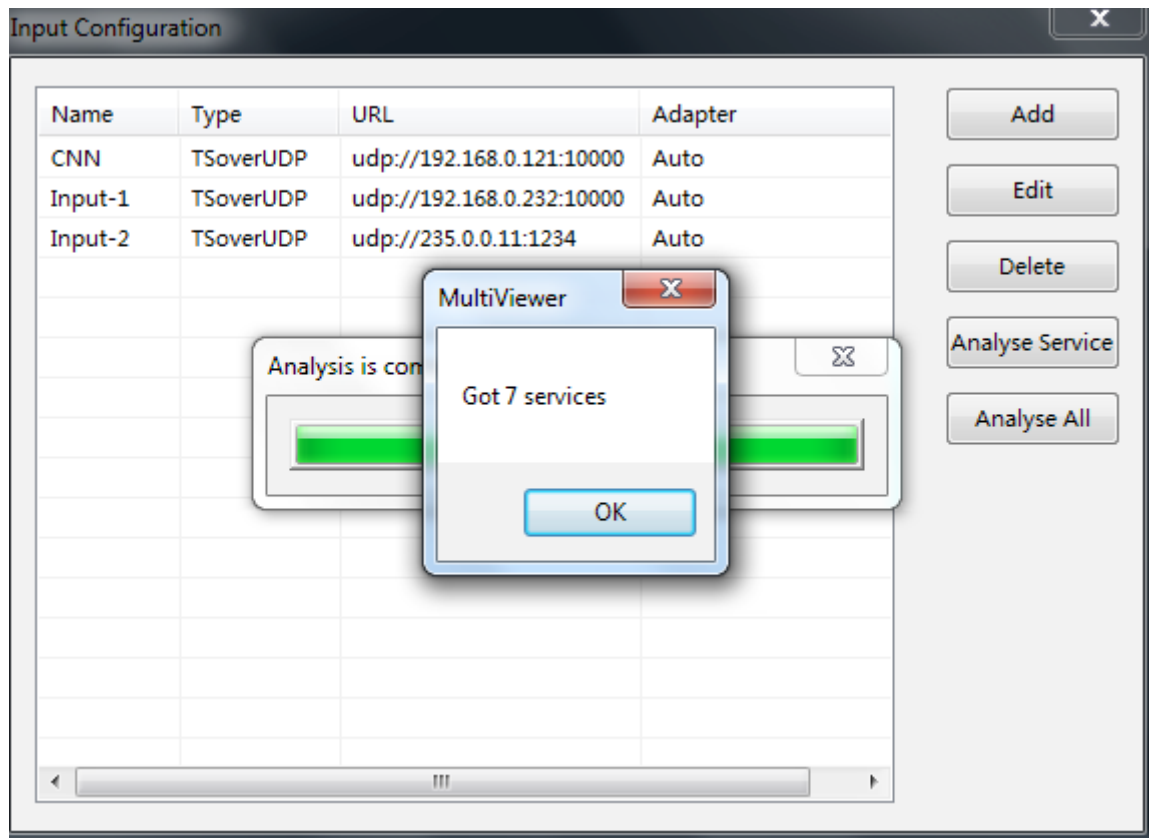 Input Configuration
X
Name Type URL Adapter
CNN TSoverUDP udp://192.168.0.121:10000 Auto
Input-1 TSoverUDP udp://192.168.0.232:10000 Auto
Input-2 TSoverUDP udp://235.0.0.11:1234 Auto
Add
Edit
Delete
Analyse Service
Analyse All
Analysis is com
MultiViewer
Got 7 services
OK